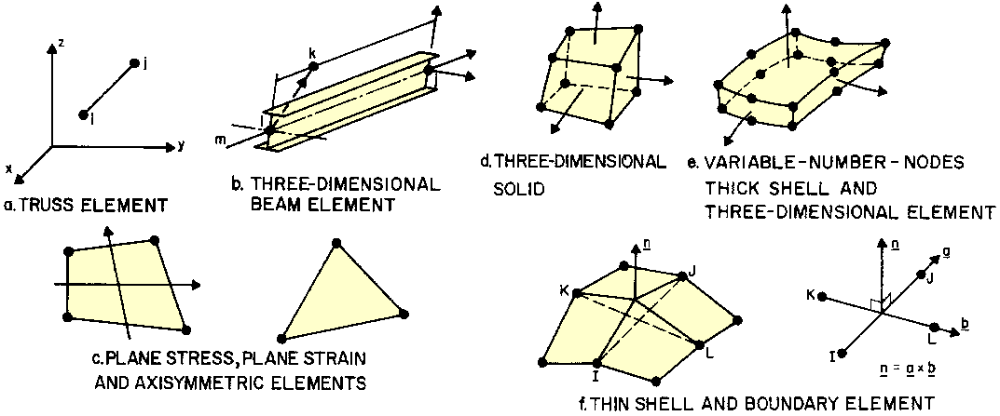 z
j
i
y
x
a. TRUSS ELEMENT
k
l
m
b. THREE-DIMENSIONAL
BEAM ELEMENT
d. THREE-DIMENSIONAL
SOLID
e. VARIABLE-NUMBER-NODES
THICK SHELL AND
THREE-DIMENSIONAL ELEMENT
c. PLANE STRESS, PLANE STRAIN
AND AXISYMMETRIC ELEMENTS
n
K
J
L
I
n
a
J
K
b
L
I
n = a × b
f. THIN SHELL AND BOUNDARY ELEMENT